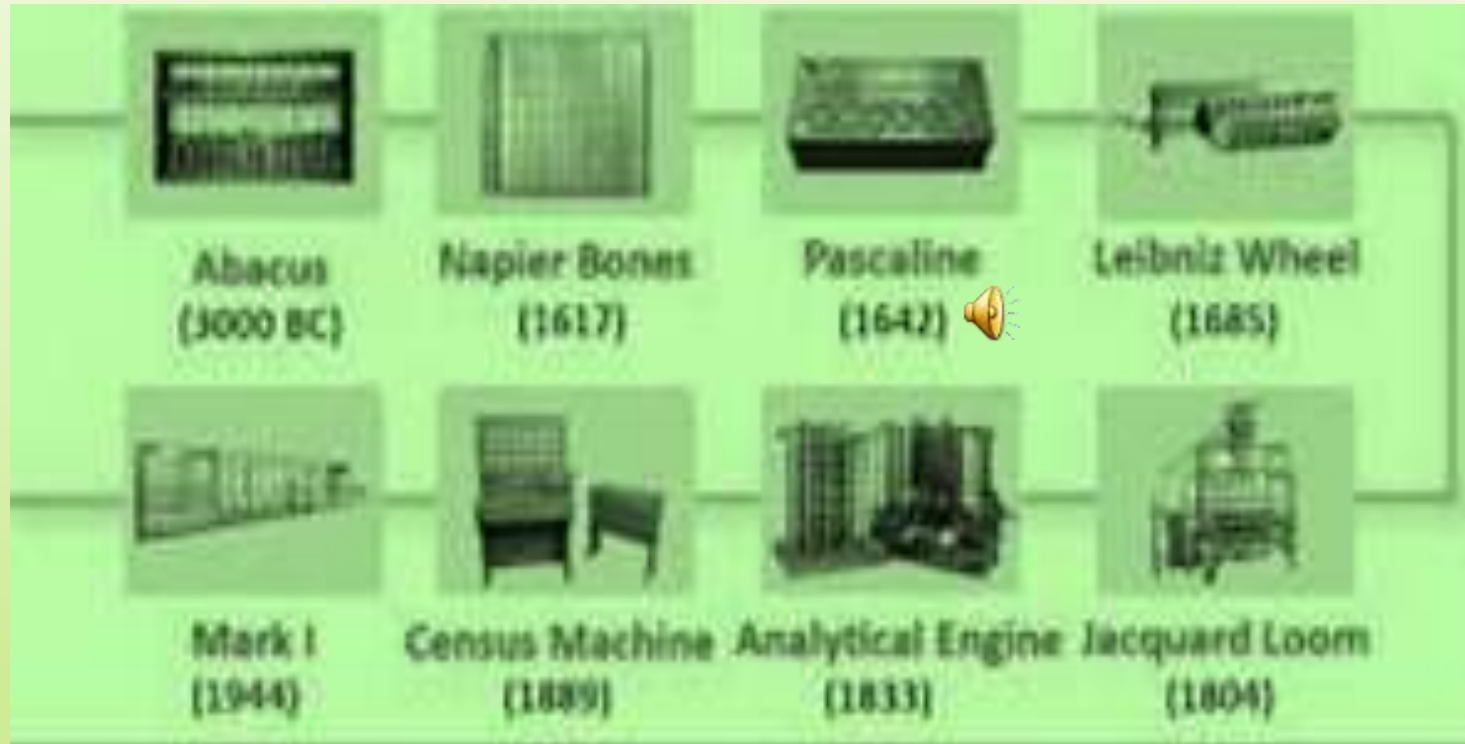 Abacus
(3000 BC)
Napier Bones
(1617)
Pascaline
(1642)
Leibniz Wheel
(1685)
Mark I
(1944)
Census Machine
(1889)
Analytical Engine
(1833)
Jacquard Loom
(1804)